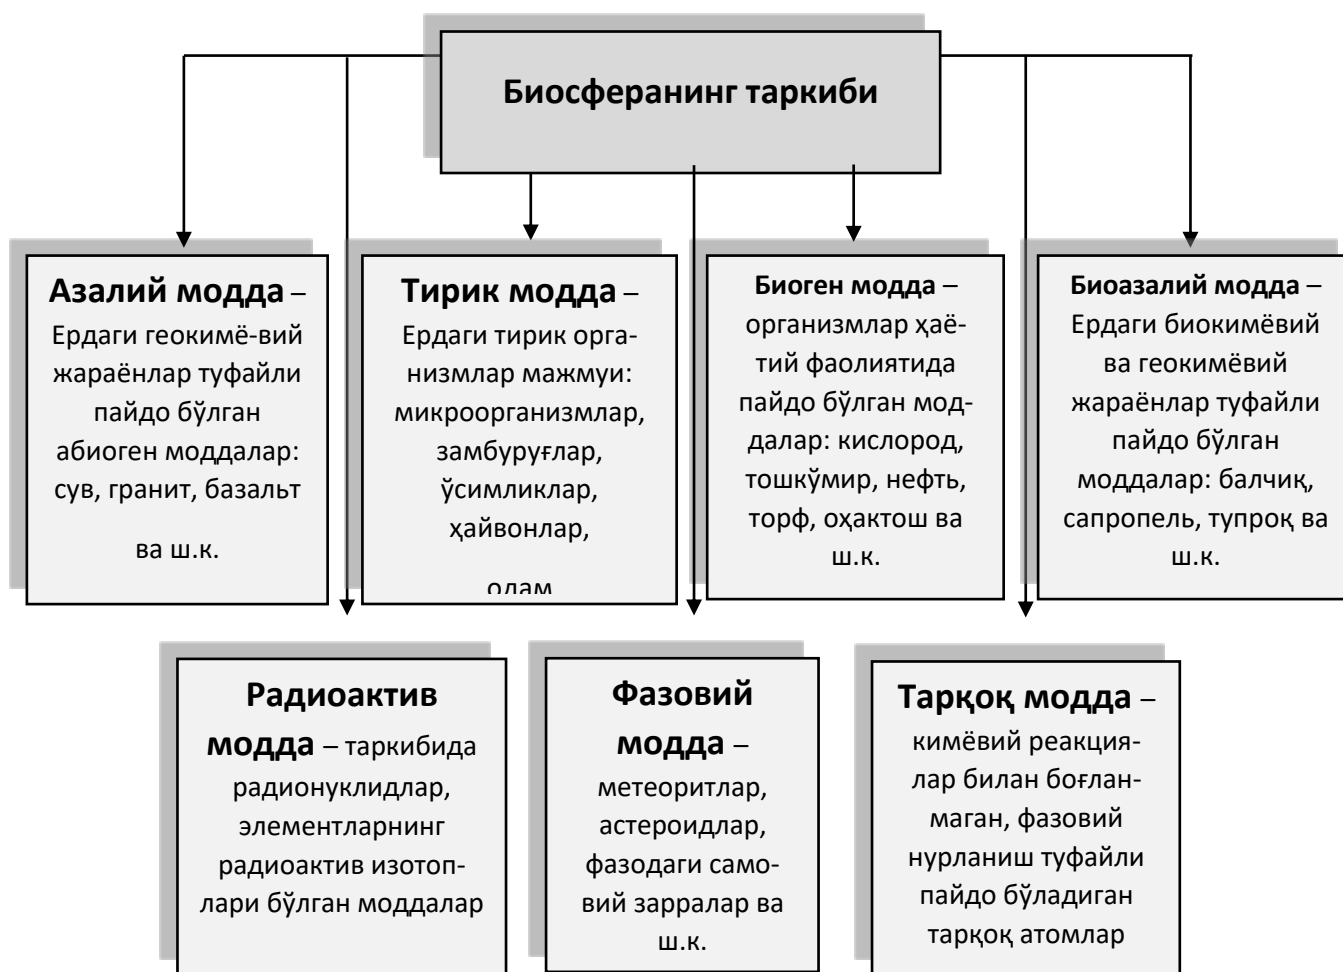 Биосферанинг таркиби
Азалий модда –
Ердаги геокимё-вий
жараёнлар туфайли
пайдо бўлган
абиоген моддалар:
сув, гранит, базальт
ва ш.к.
Тирик модда –
Ердаги тирик орга-
низмлар мажмуи:
микроорганизмлар,
замбуруғлар,
ўсимликлар,
ҳайвонлар,
одам
Биоген модда –
организмлар ҳаё-
тий фаолиятида
пайдо бўлган мод-
далар: кислород,
тошкўмир, нефть,
торф, оҳактош ва
ш.к.
Биоазалий модда –
Ердаги биокимёвий
ва геокимёвий
жараёнлар туфайли
пайдо бўлган
моддалар: балчиқ,
сапропель, тупроқ ва
ш.к.
Радиоактив
модда – таркибида
радионуклидлар,
элементларнинг
радиоактив изотоп-
лари бўлган моддалар
Фазовий
модда –
метеоритлар,
астероидлар,
фазодаги само-
вий зарралар ва
ш.к.
Тарқоқ модда –
кимёвий реакция-
лар билан боғлан-
маган, фазовий
нурланиш туфайли
пайдо бўладиган
тарқоқ атомлар